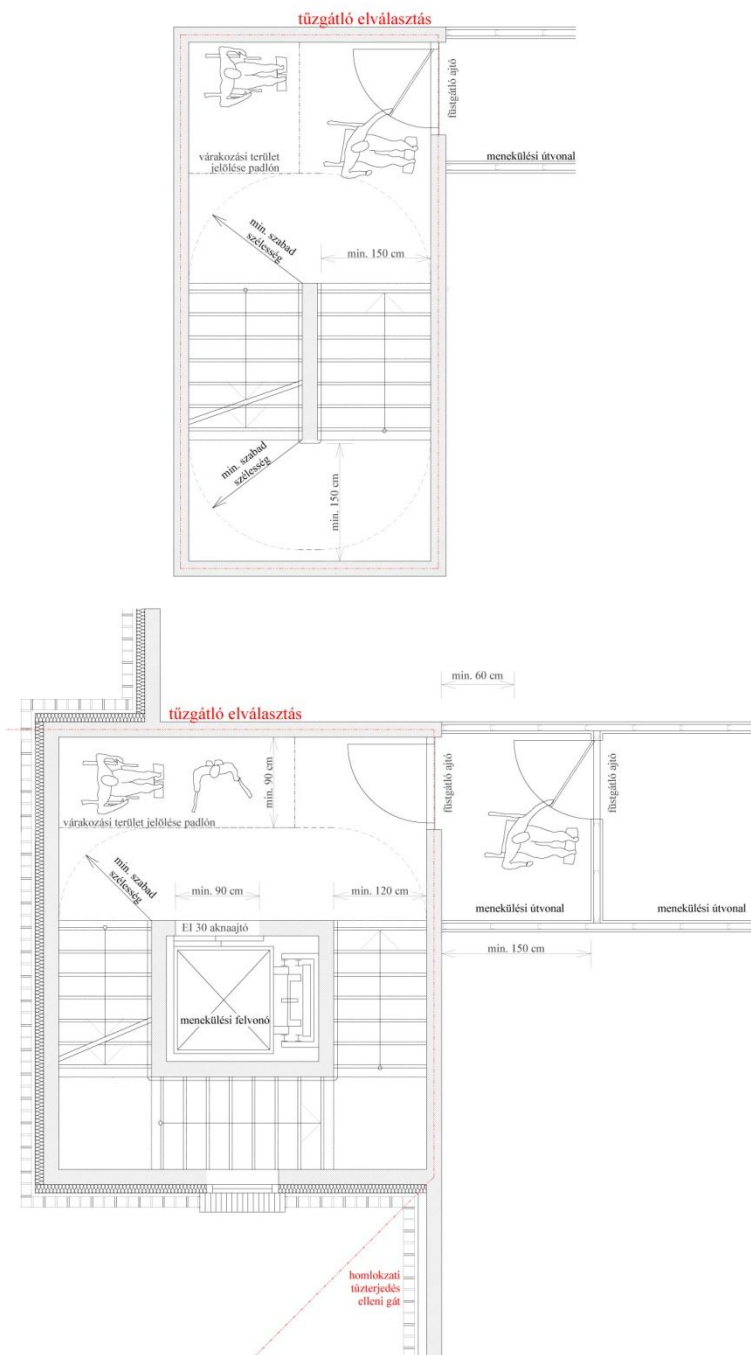 tűzgátló elválasztás
füstgátló ajtó
várakozási terület
jelölése padlón
menekülési útvonal
min. szabad
szélesség
min. 150 cm
min. szabad
szélesség
min. 150 cm
min. 60 cm
tűzgátló elválasztás
min. 90 cm
füstgátló ajtó
füstgátló ajtó
várakozási terület jelölése padlón
min. szabad
szélesség
min. 90 cm
min. 120 cm
menekülési útvonal
menekülési útvonal
EI 30 aknaajtó
min. 150 cm
menekülési felvonó
homlokzati
tűzterjedés
elleni gát